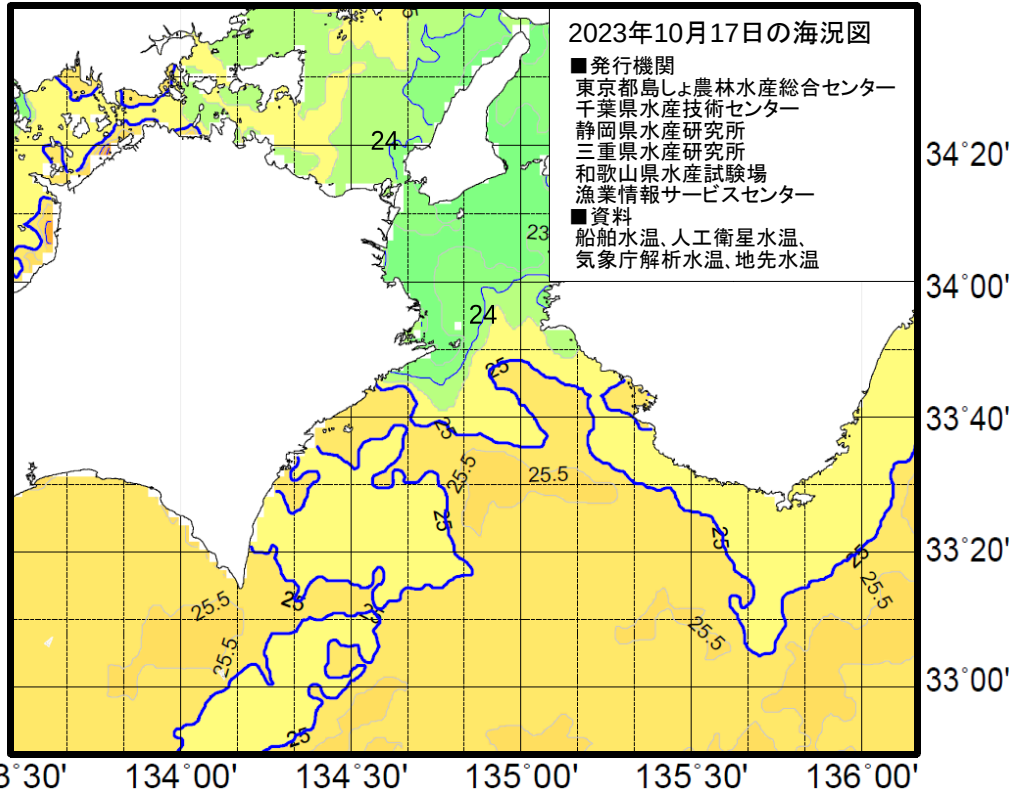 2023年10月17日の海況図
■発行機関
東京都島しょ農林水産総合センター
千葉県水産技術センター
静岡県水産研究所
三重県水産研究所
和歌山県水産試験場
漁業情報サービスセンター
■資料
船舶水温、人工衛星水温、
気象庁解析水温、地先水温
24
34°20'
23
34°00'
24
25
33°40'
25
25.5
25.5
25
25
33°20'
25
25.5
25.5
25
25
25.5
25.5
33°00'
25
3°30'
134°00'
134°30'
135°00'
135°30'
136°00'